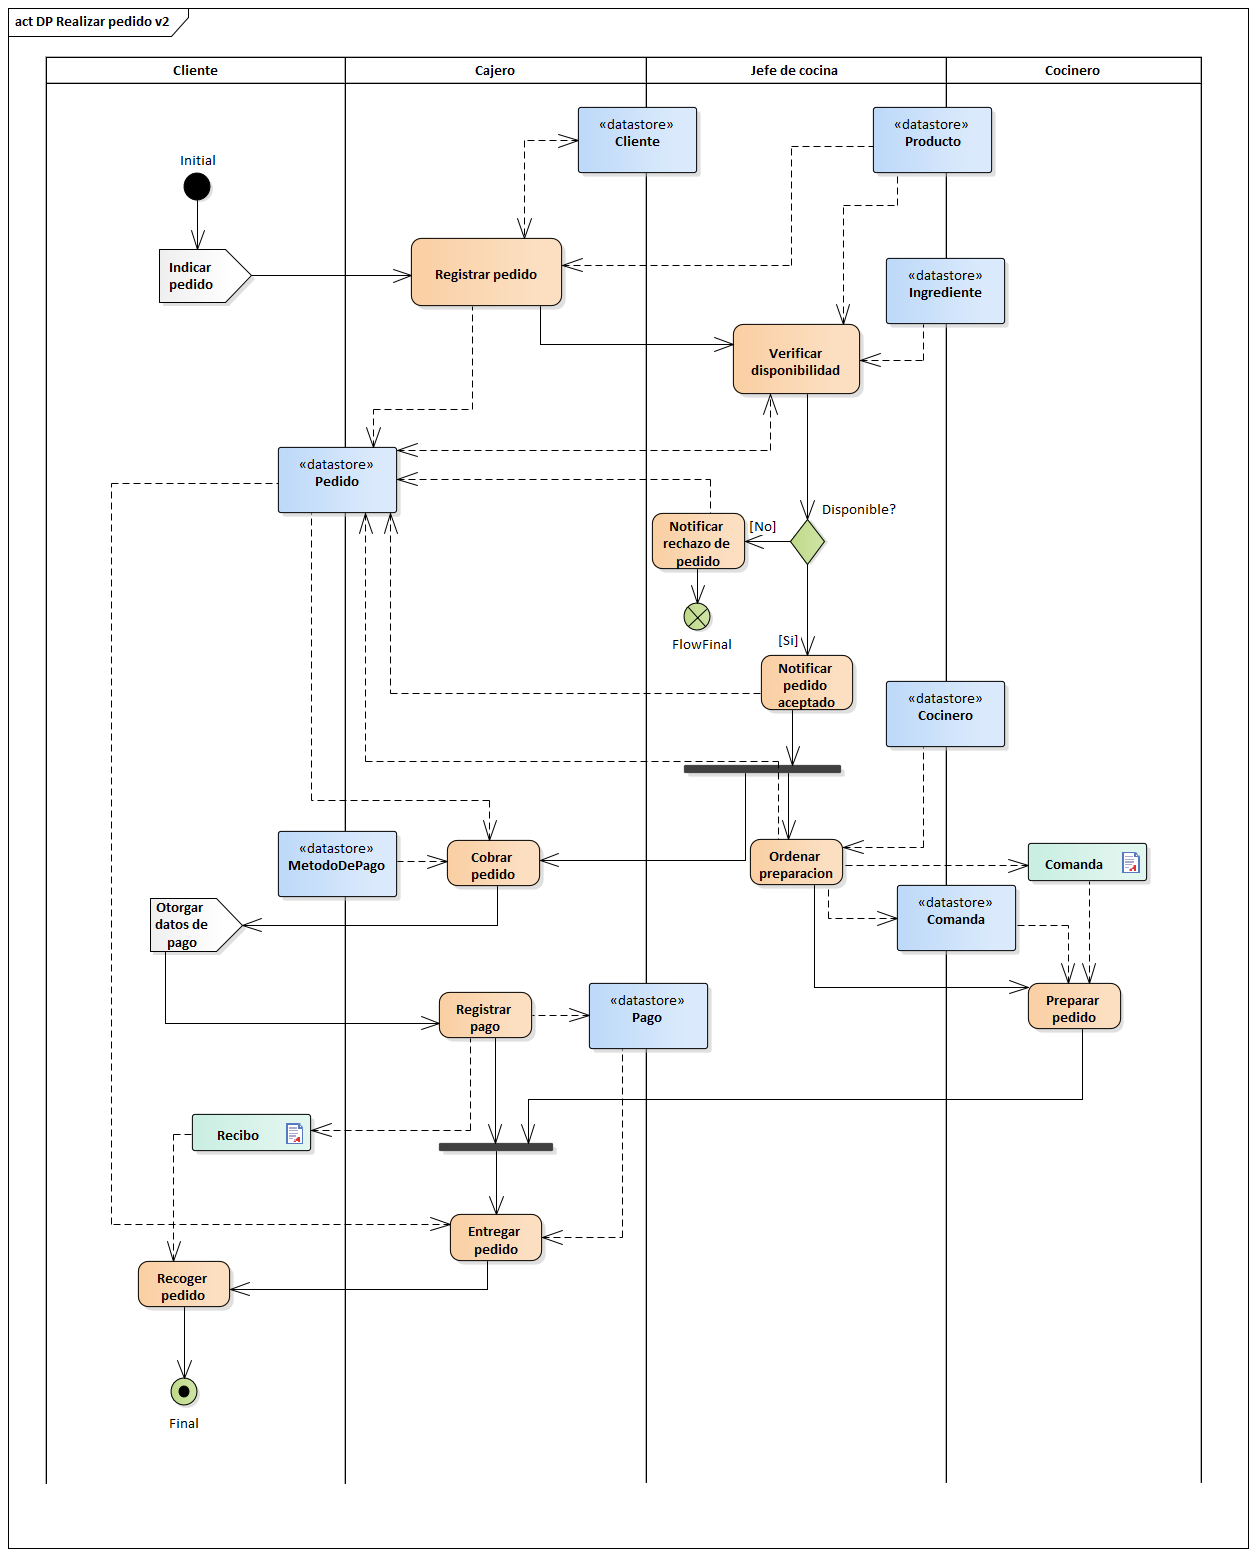 act DP Realizar pedido v2
Cliente
Cajero
Jefe de cocina
Cocinero
«datastore»
Cliente
«datastore»
Producto
Initial
Indicar
pedido
Registrar pedido
«datastore»
Ingrediente
Verificar
disponibilidad
«datastore»
Pedido
Disponible?
Notificar
rechazo de
pedido
[No]
FlowFinal
[Si]
Notificar
pedido
aceptado
«datastore»
Cocinero
«datastore»
MetodoDePago
Cobrar
pedido
Ordenar
preparacion
Comanda
«datastore»
Comanda
Otorgar
datos de
pago
Registrar
pago
«datastore»
Pago
Preparar
pedido
Recibo
Entregar
pedido
Recoger
pedido
Final